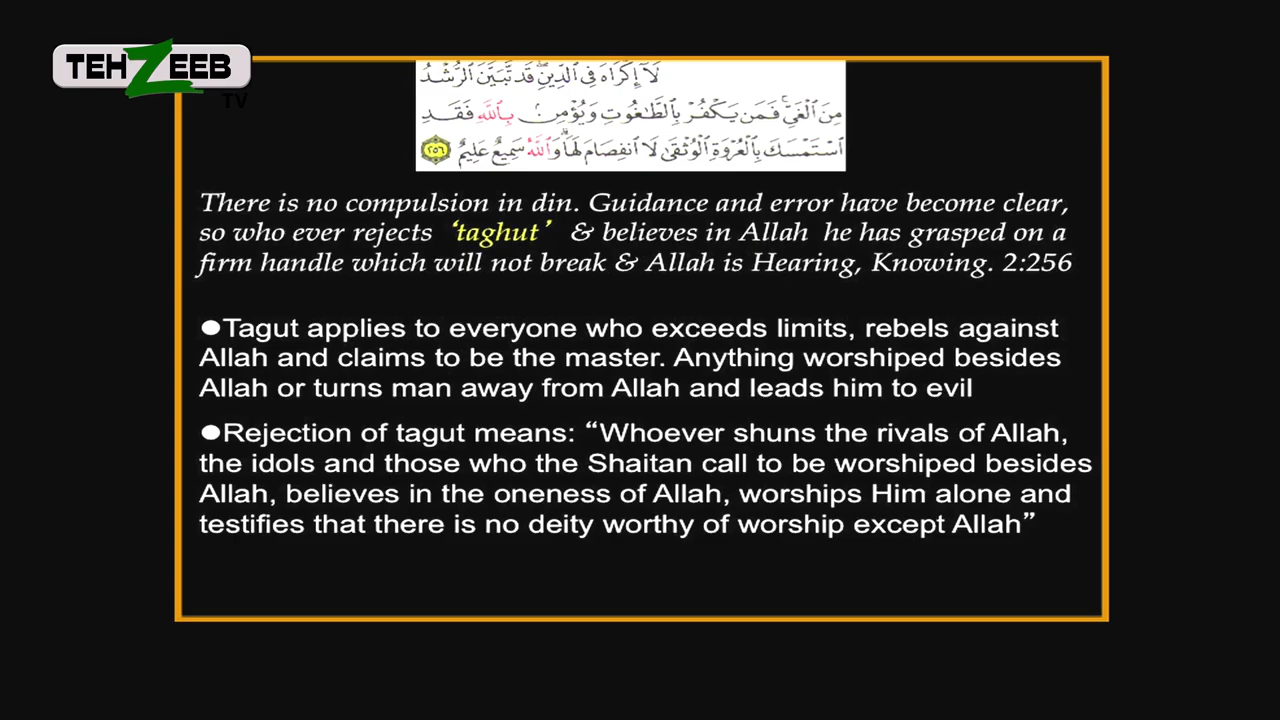 TEHZEEB
TV
لَآ إِكْرَاهَ فِى ٱلدِّينِ ۖ قَد تَّبَيَّنَ ٱلرُّشْدُ
مِنَ ٱلْغَىِّ ۚ فَمَن يَكْفُرْ بِٱلطَّـٰغُوتِ وَيُؤْمِنۢ بِٱللَّهِ فَقَدِ
ٱسْتَمْسَكَ بِٱلْعُرْوَةِ ٱلْوُثْقَىٰ لَا ٱنفِصَامَ لَهَا ۗ وَٱللَّهُ سَمِيعٌ عَلِيمٌ ٢٥٦
There is no compulsion in din. Guidance and error have become clear,
so who ever rejects ‘taghut’ & believes in Allah he has grasped on a
firm handle which will not break & Allah is Hearing, Knowing. 2:256
●Tagut applies to everyone who exceeds limits, rebels against
Allah and claims to be the master. Anything worshiped besides
Allah or turns man away from Allah and leads him to evil
●Rejection of tagut means: “Whoever shuns the rivals of Allah,
the idols and those who the Shaitan call to be worshiped besides
Allah, believes in the oneness of Allah, worships Him alone and
testifies that there is no deity worthy of worship except Allah”